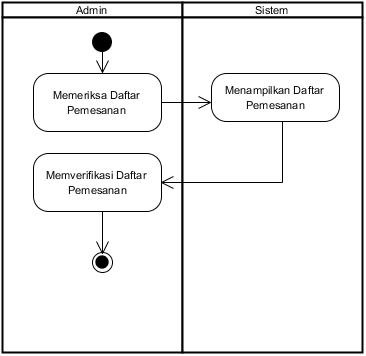 Admin
Sistem
Memeriksa Daftar
Pemesanan
Menampilkan Daftar
Pemesanan
Memverifikasi Daftar
Pemesanan